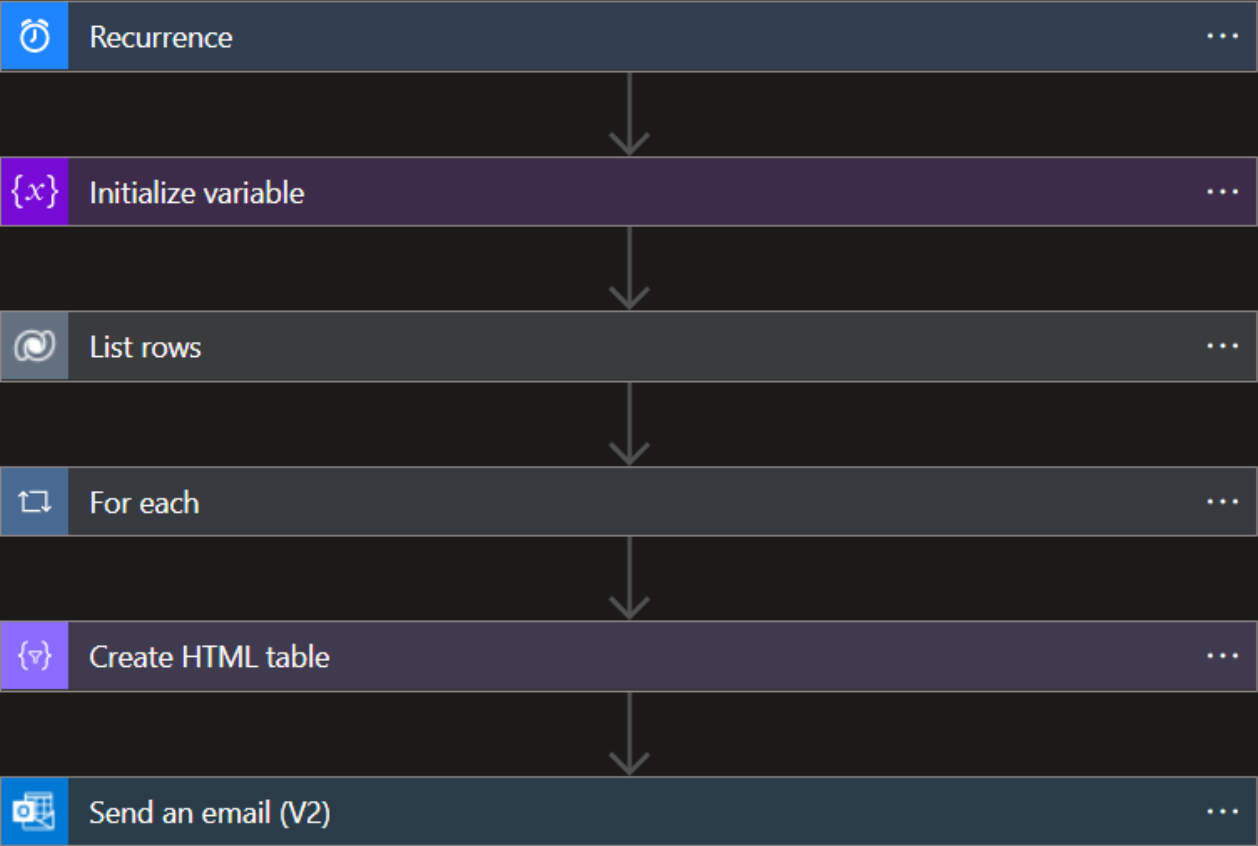 Recurrence
{x} Initialize variable
List rows
For each
Create HTML table
Send an email (V2)